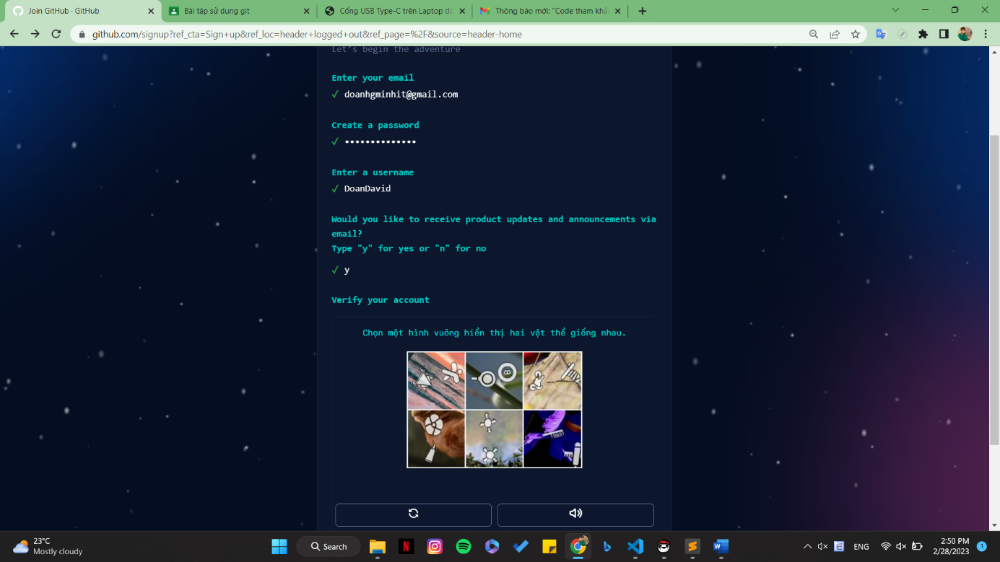 Join GitHub · GitHub
Bài tập sử dụng git
Cổng USB Type-C trên Laptop dù
Thông báo mới: "Code tham khả
github.com/signup?ref_cta=Sign+up&ref_loc=header+logged+out&ref_page=%2F&source=header-home
Let's begin the adventure
Enter your email
✓ doanhgminhit@gmail.com
Create a password
✓ ••••••••••••••
Enter a username
✓ DoanDavid
Would you like to receive product updates and announcements via
email?
Type "y" for yes or "n" for no
✓ y
Verify your account
Chọn một hình vuông hiển thị hai vật thể giống nhau.
23°C
Mostly cloudy
Search
ENG
2:50 PM
2/28/2023
1